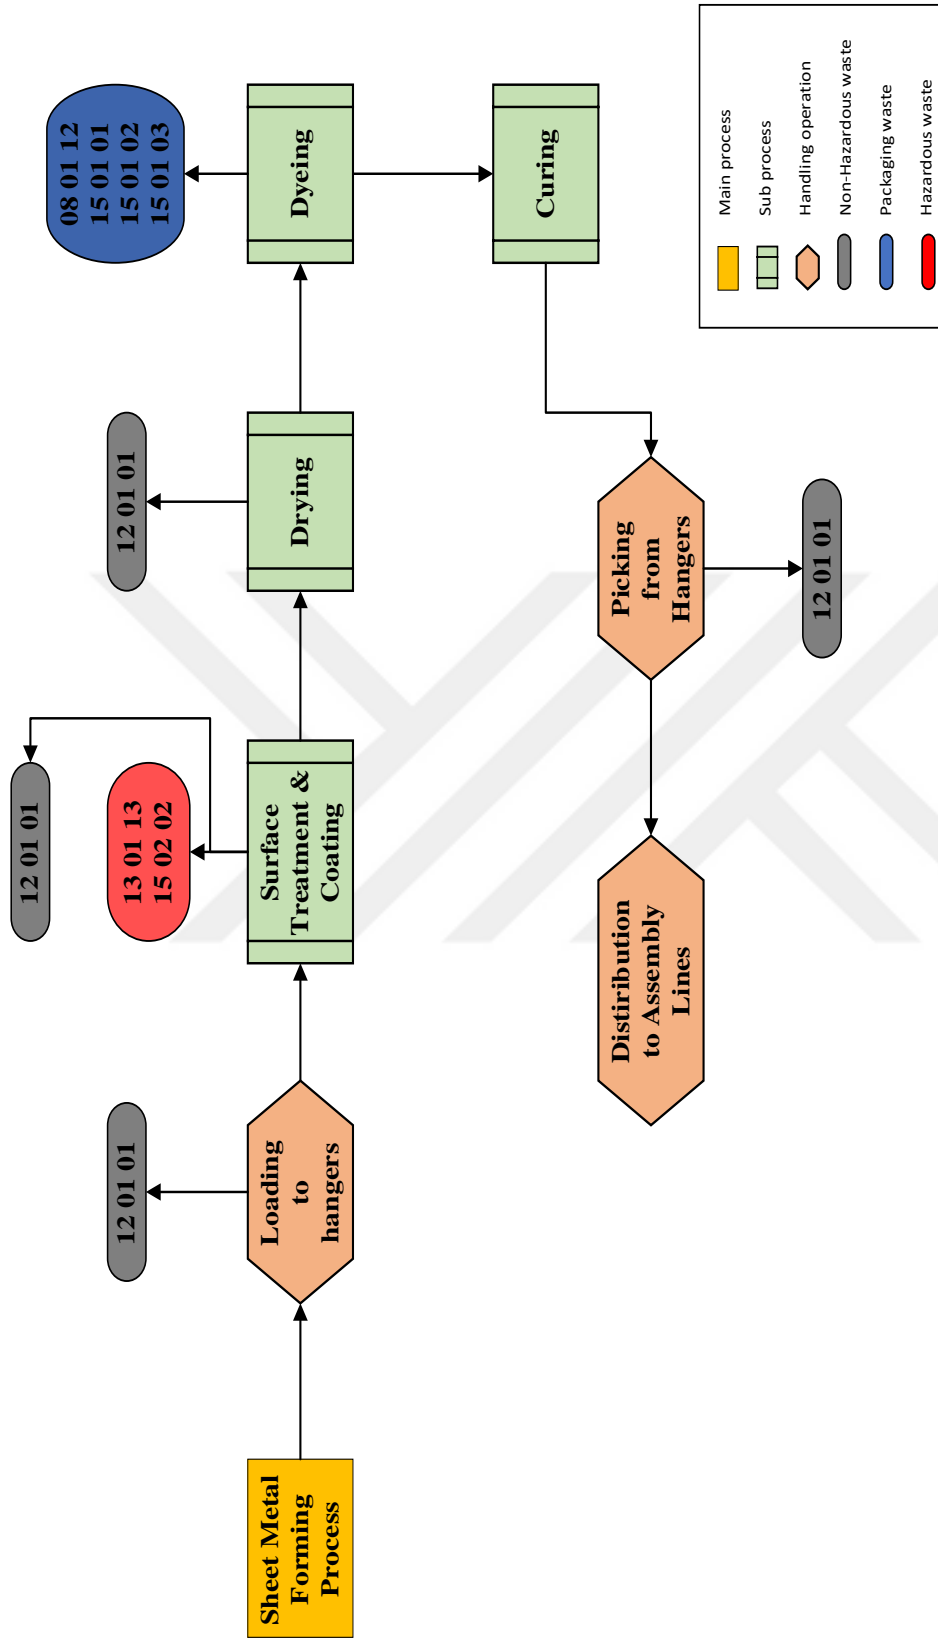 Sheet Metal
Forming
Process
Loading
to
hangers
12 01 01
Surface
Treatment &
Coating
13 01 13
15 02 02
12 01 01
Drying
12 01 01
Dyeing
08 01 12
15 01 01
15 01 02
15 01 03
Curing
Picking
from
Hangers
12 01 01
Distiribution
to Assembly
Lines
Main process
Sub process
Handling operation
Non-Hazardous waste
Packaging waste
Hazardous waste